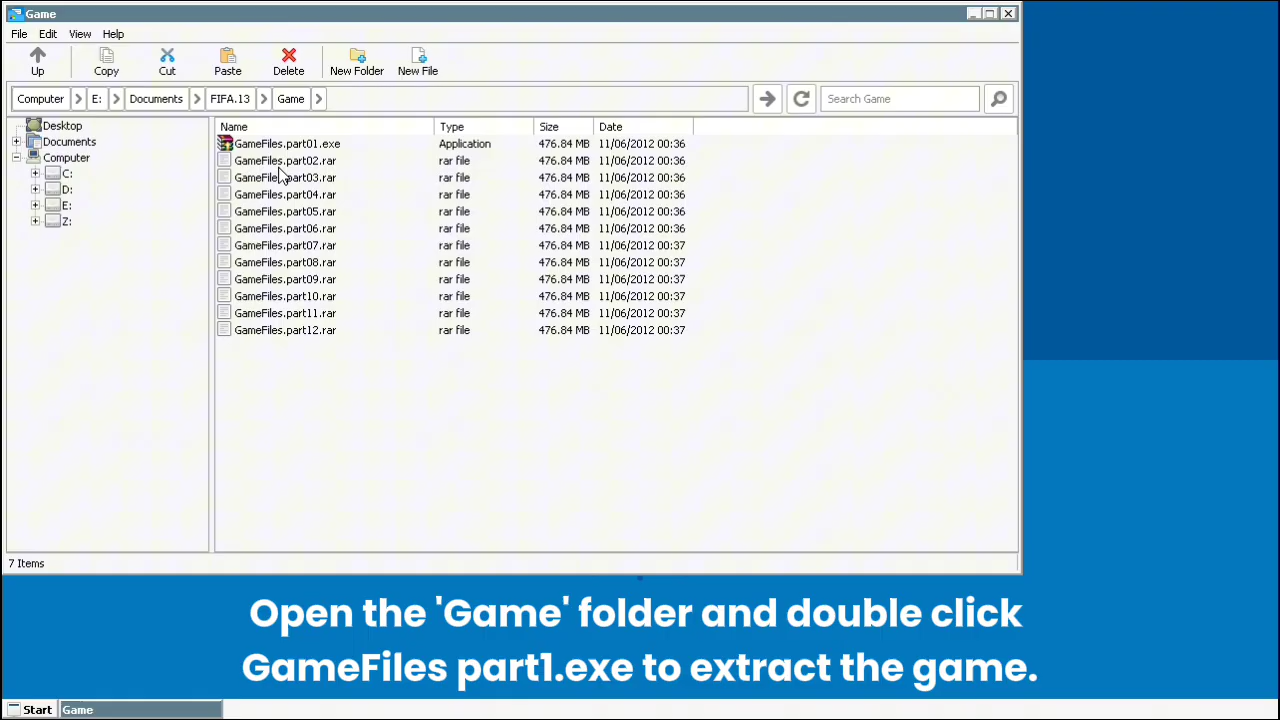 Game
File Edit View Help
Up Copy Cut Paste Delete New Folder New File
Computer E: Documents FIFA.13 Game Search Game
Desktop
Documents
Computer
C:
D:
E:
Z:
Name Type Size Date
GameFiles.part01.exe Application 476.84 MB 11/06/2012 00:36
GameFiles.part02.rar rar file 476.84 MB 11/06/2012 00:36
GameFiles.part03.rar rar file 476.84 MB 11/06/2012 00:36
GameFiles.part04.rar rar file 476.84 MB 11/06/2012 00:36
GameFiles.part05.rar rar file 476.84 MB 11/06/2012 00:36
GameFiles.part06.rar rar file 476.84 MB 11/06/2012 00:36
GameFiles.part07.rar rar file 476.84 MB 11/06/2012 00:37
GameFiles.part08.rar rar file 476.84 MB 11/06/2012 00:37
GameFiles.part09.rar rar file 476.84 MB 11/06/2012 00:37
GameFiles.part10.rar rar file 476.84 MB 11/06/2012 00:37
GameFiles.part11.rar rar file 476.84 MB 11/06/2012 00:37
GameFiles.part12.rar rar file 476.84 MB 11/06/2012 00:37
7 Items
Open the 'Game' folder and double click
GameFiles part1.exe to extract the game.
Start Game